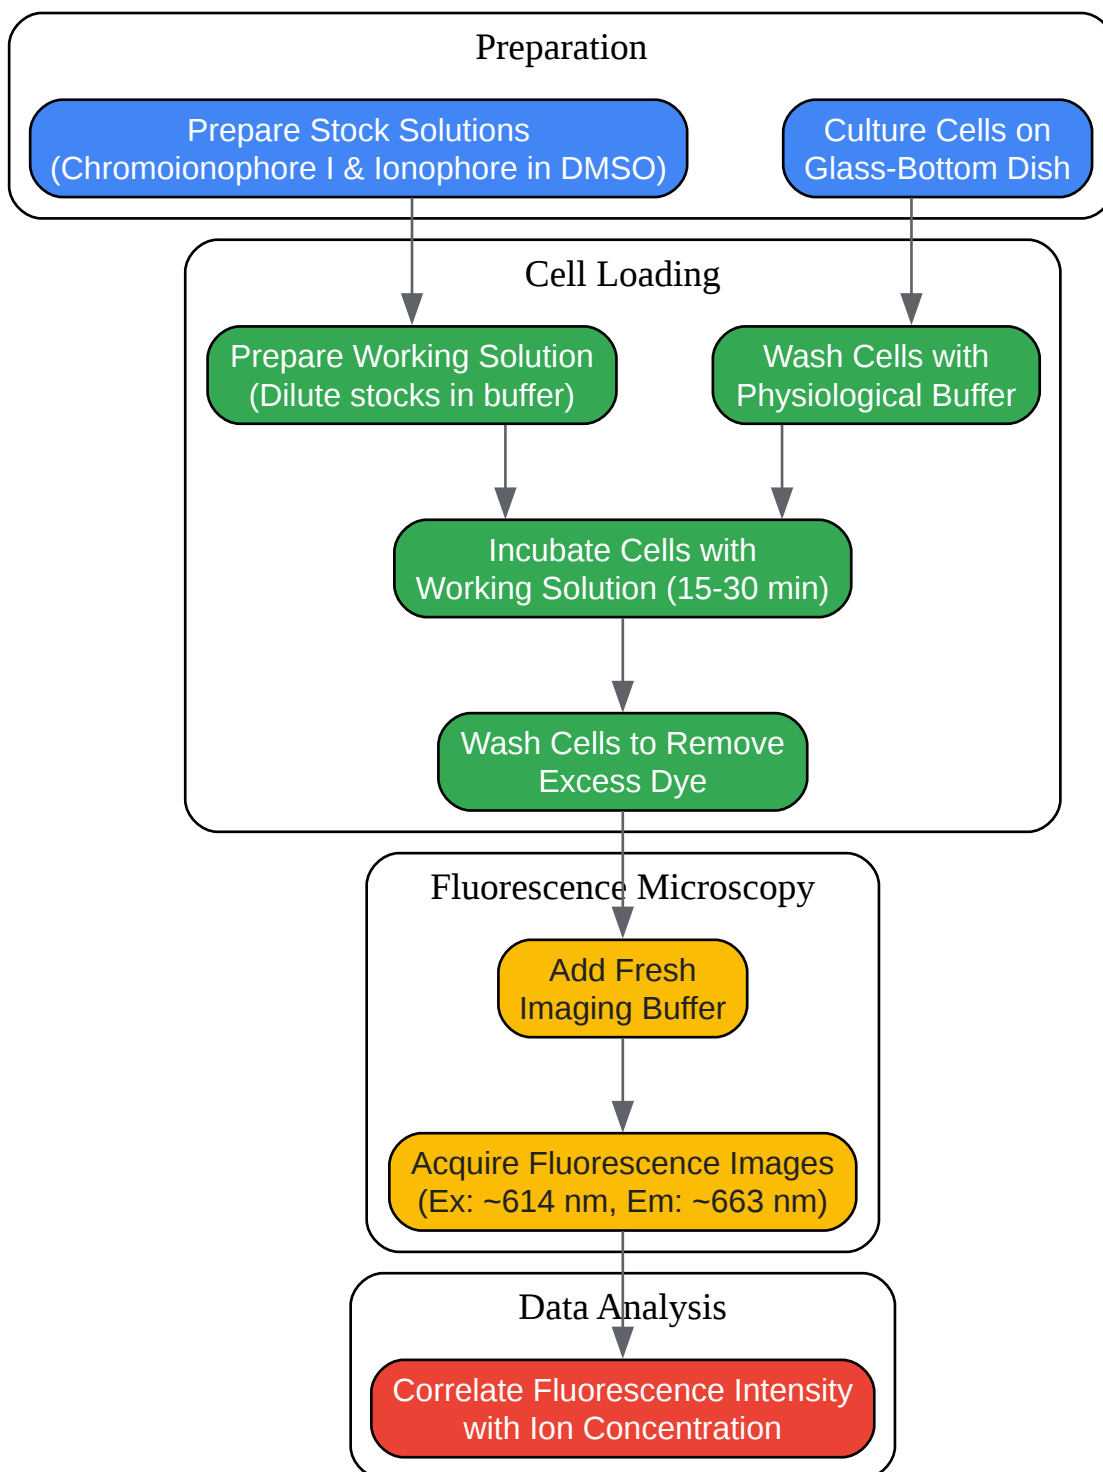 Preparation
Prepare Stock Solutions
(Chromoionophore I & Ionophore in DMSO)
Culture Cells on
Glass-Bottom Dish
Cell Loading
Prepare Working Solution
(Dilute stocks in buffer)
Wash Cells with
Physiological Buffer
Incubate Cells with
Working Solution (15-30 min)
Wash Cells to Remove
Excess Dye
Fluorescence Microscopy
Add Fresh
Imaging Buffer
Acquire Fluorescence Images
(Ex: ~614 nm, Em: ~663 nm)
Data Analysis
Correlate Fluorescence Intensity
with Ion Concentration